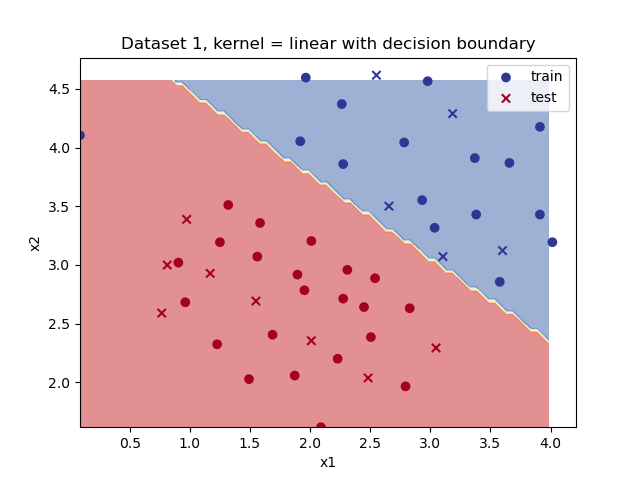 Dataset 1, kernel = linear with decision boundary
train
test
4.5
4.0
3.5
3.0
2.5
2.0
x2
0.5 1.0 1.5 2.0 2.5 3.0 3.5 4.0
x1